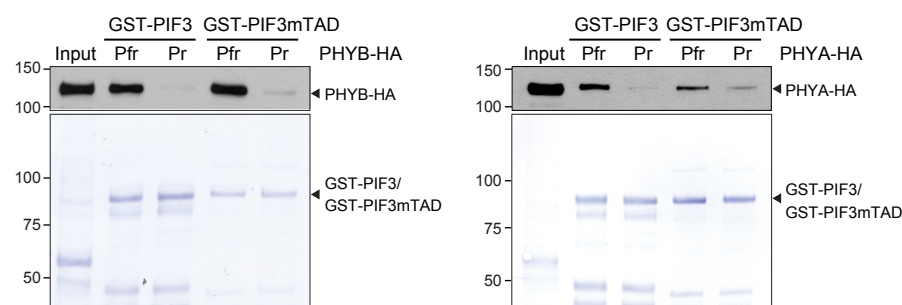 GST-PIF3 GST-PIF3mTAD
Input Pfr Pr Pfr Pr PHYB-HA
150
100
PHYB-HA
100
75
50
GST-PIF3/
GST-PIF3mTAD
GST-PIF3 GST-PIF3mTAD
Input Pfr Pr Pfr Pr PHYA-HA
150
100
PHYA-HA
100
75
50
GST-PIF3/
GST-PIF3mTAD